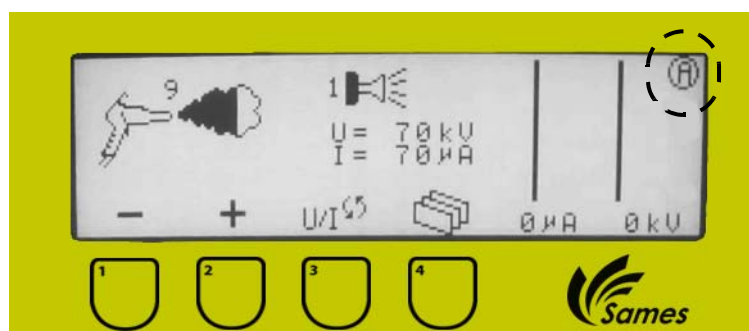 A
9
1
U= 70kV
I= 70µA
− + U/I 0µA 0kV
1 2 3 4
Sames